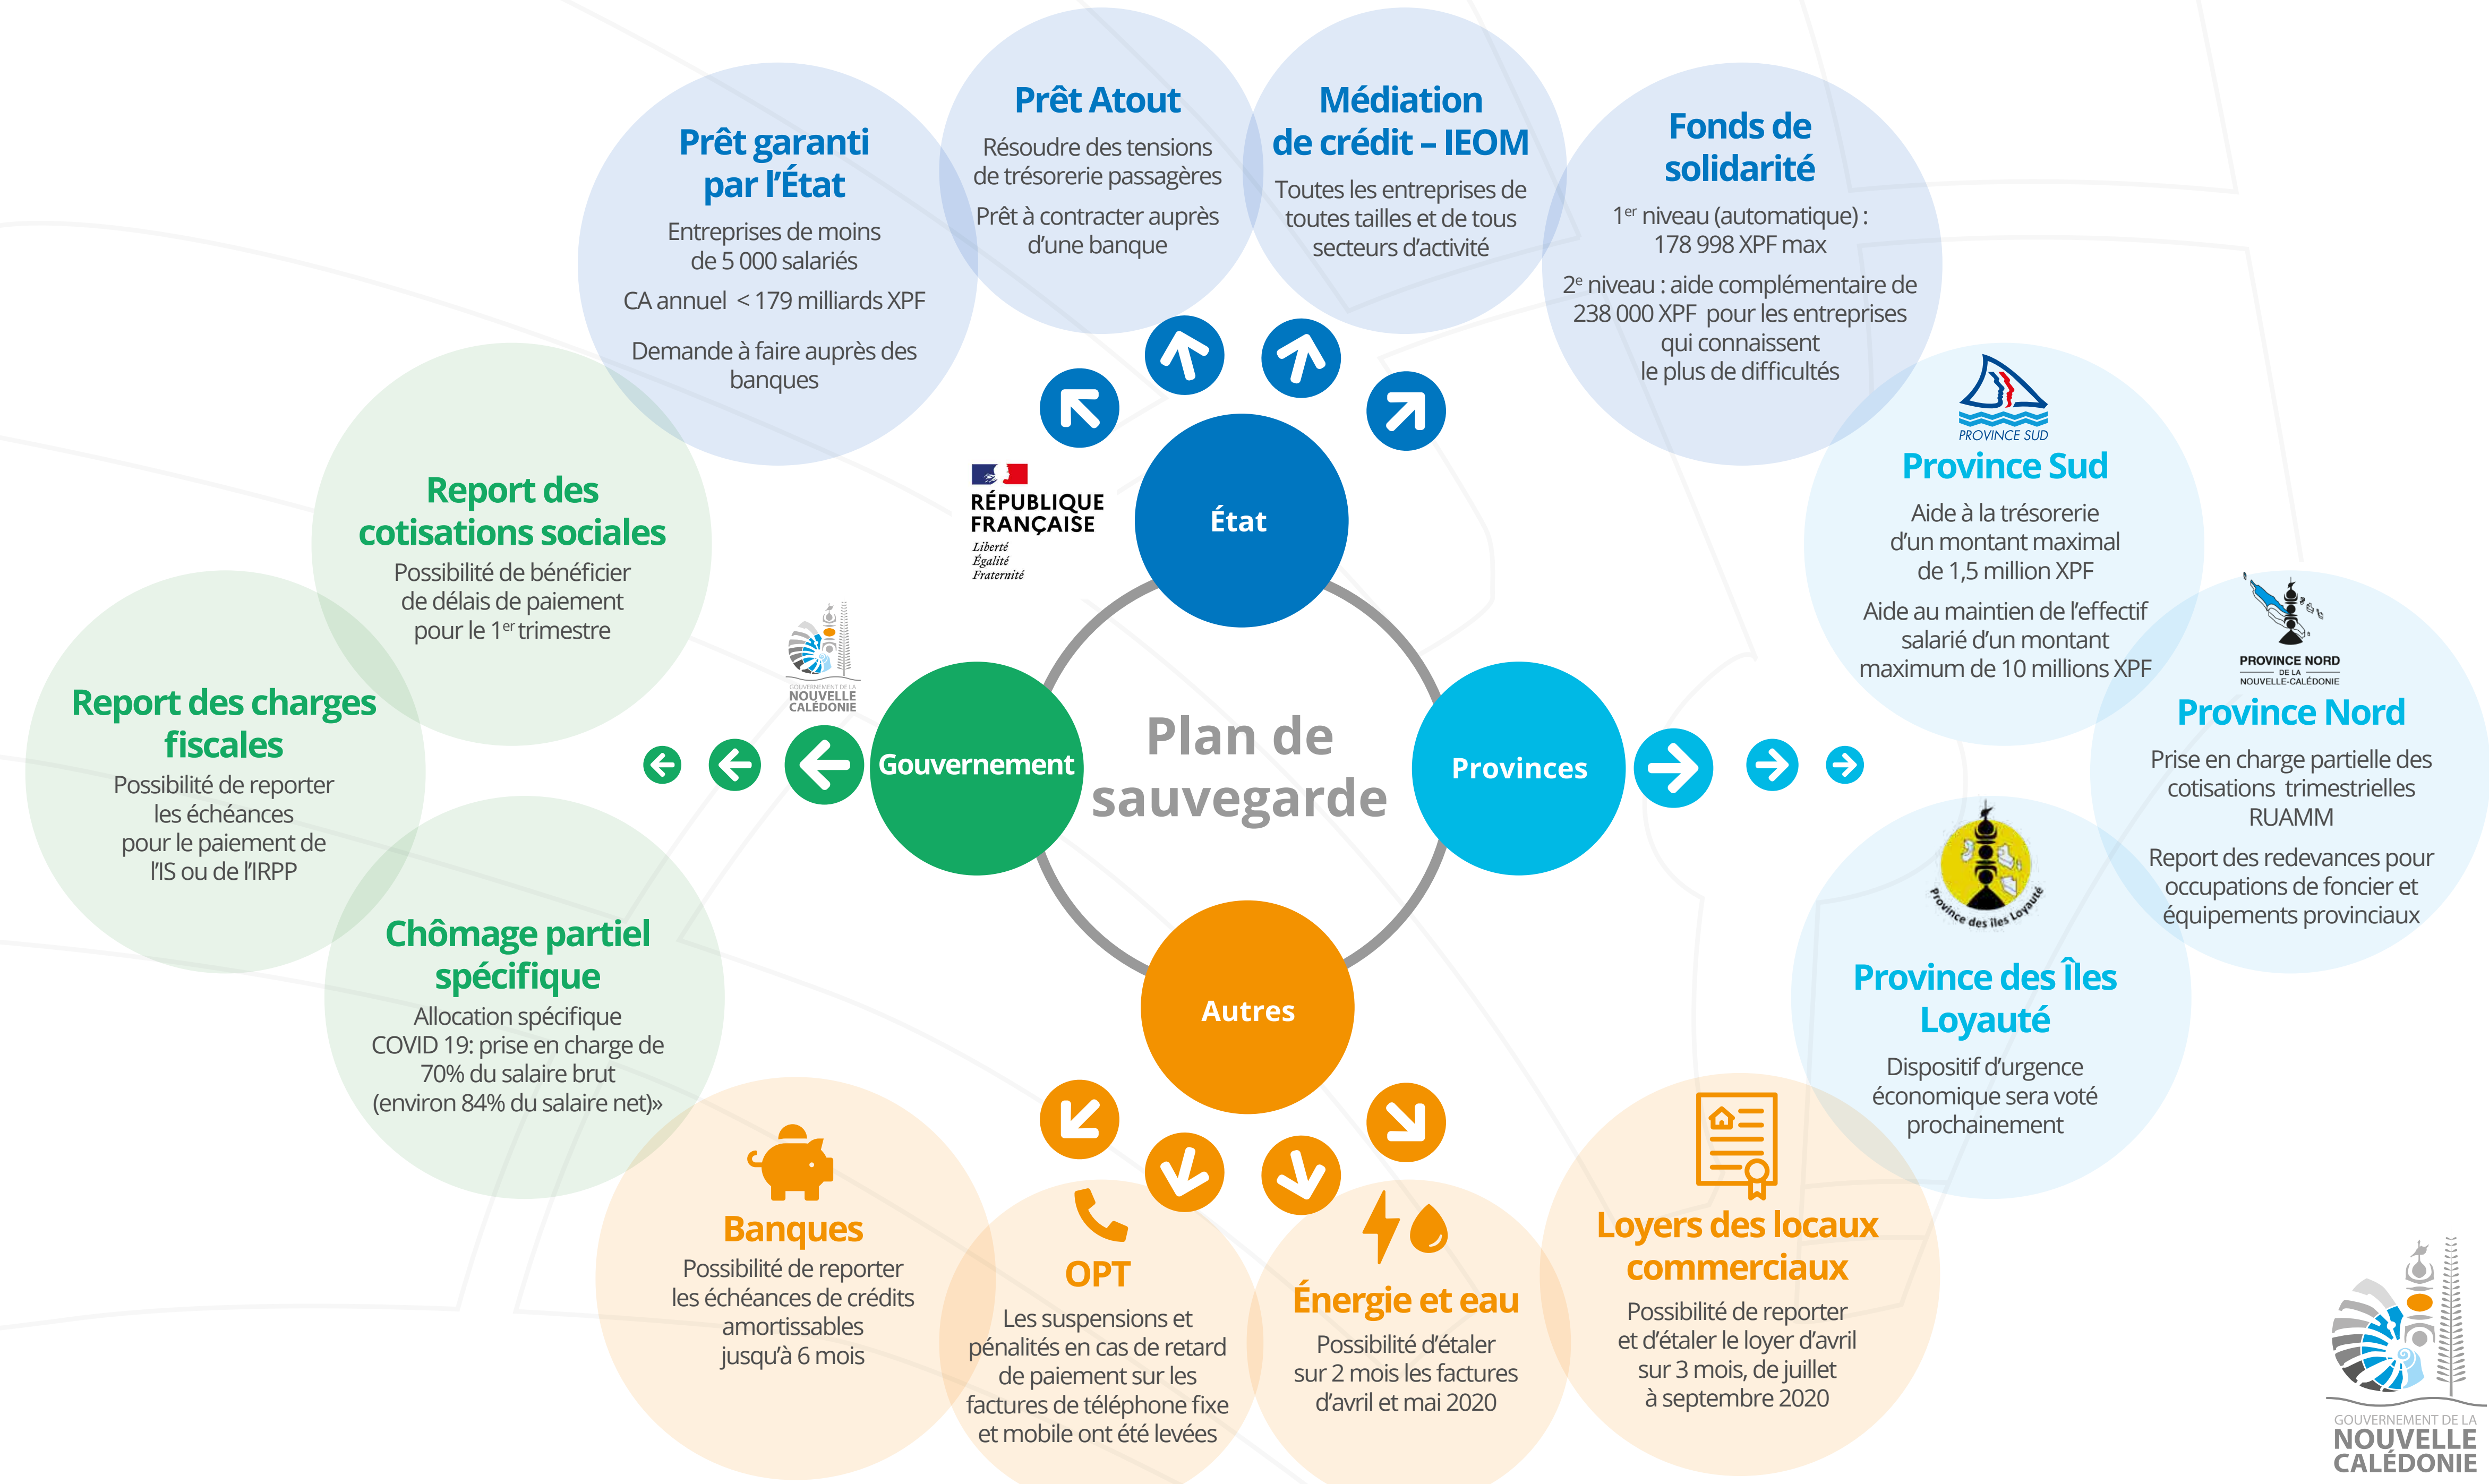 Prêt garanti
par l’État
Entreprises de moins
de 5 000 salariés
CA annuel < 179 milliards XPF
Demande à faire auprès des
banques
Prêt Atout
Résoudre des tensions
de trésorerie passagères
Prêt à contracter auprès
d’une banque
Médiation
de crédit – IEOM
Toutes les entreprises de
toutes tailles et de tous
secteurs d’activité
Fonds de
solidarité
1er niveau (automatique) :
178 998 XPF max
2e niveau : aide complémentaire de
238 000 XPF pour les entreprises
qui connaissent
le plus de difficultés
PROVINCE SUD
Province Sud
Aide à la trésorerie
d’un montant maximal
de 1,5 million XPF
Aide au maintien de l’effectif
salarié d’un montant
maximum de 10 millions XPF
PROVINCE NORD
DE LA
NOUVELLE-CALÉDONIE
Province Nord
Prise en charge partielle des
cotisations trimestrielles
RUAMM
Report des redevances pour
occupations de foncier et
équipements provinciaux
Province des îles Loyauté
Province des Îles
Loyauté
Dispositif d’urgence
économique sera voté
prochainement
Report des
cotisations sociales
Possibilité de bénéficier
de délais de paiement
pour le 1er trimestre
Report des charges
fiscales
Possibilité de reporter
les échéances
pour le paiement de
l’IS ou de l’IRPP
Chômage partiel
spécifique
Allocation spécifique
COVID 19: prise en charge de
70% du salaire brut
(environ 84% du salaire net)»
RÉPUBLIQUE
FRANÇAISE
Liberté
Égalité
Fraternité
État
GOUVERNEMENT DE LA
NOUVELLE
CALÉDONIE
Gouvernement
Plan de
sauvegarde
Provinces
Autres
Banques
Possibilité de reporter
les échéances de crédits
amortissables
jusqu’à 6 mois
OPT
Les suspensions et
pénalités en cas de retard
de paiement sur les
factures de téléphone fixe
et mobile ont été levées
Énergie et eau
Possibilité d’étaler
sur 2 mois les factures
d’avril et mai 2020
Loyers des locaux
commerciaux
Possibilité de reporter
et d’étaler le loyer d’avril
sur 3 mois, de juillet
à septembre 2020
GOUVERNEMENT DE LA
NOUVELLE
CALÉDONIE